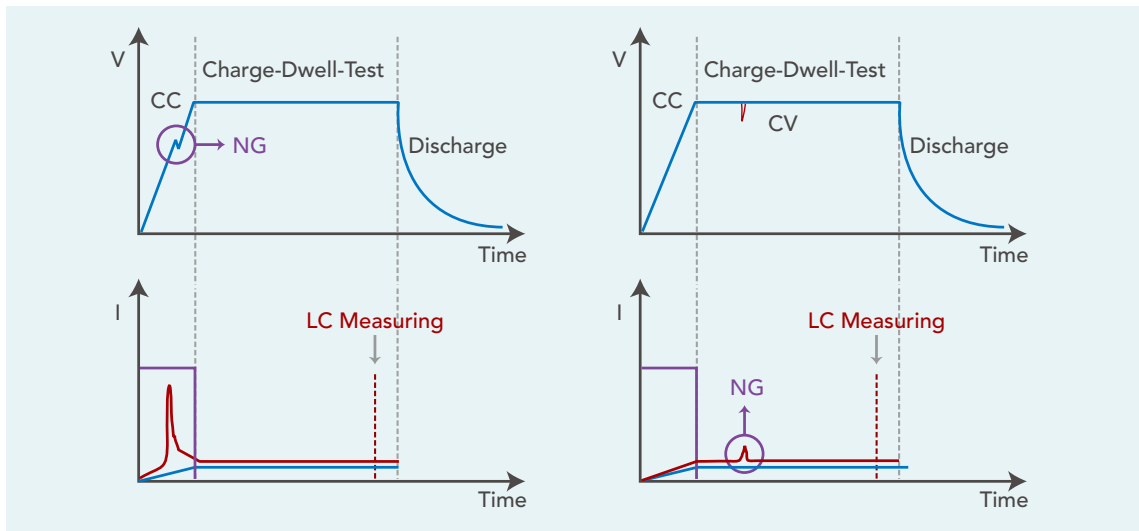 V
Charge-Dwell-Test
CC
NG
Discharge
Time
I
LC Measuring
Time
V
Charge-Dwell-Test
CC
CV
Discharge
Time
I
LC Measuring
NG
Time